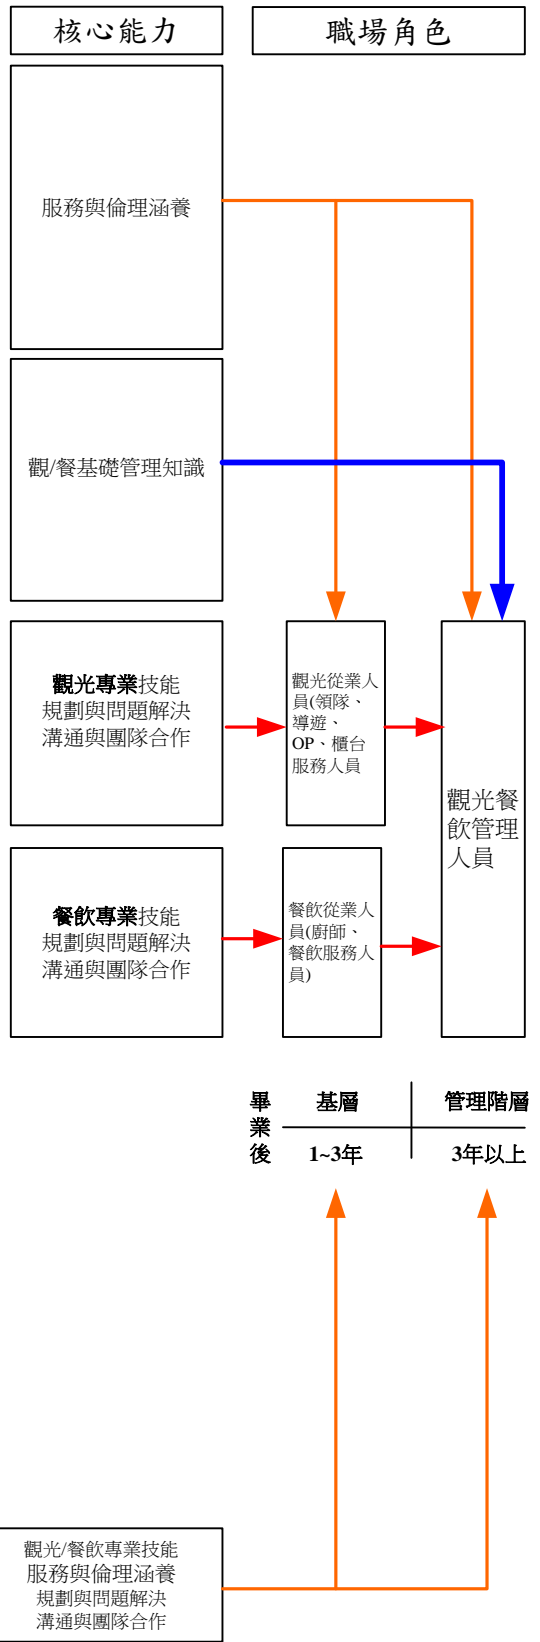 核心能力
職場角色
服務與倫理涵養
觀/餐基礎管理知識
觀光專業技能
規劃與問題解決
溝通與團隊合作
觀光從業人
員(領隊、
導遊、
OP、櫃台
服務人員
觀光餐
飲管理
人員
餐飲專業技能
規劃與問題解決
溝通與團隊合作
餐飲從業人
員(廚師、
餐飲服務人
員)
畢業後
基層
管理階層
1~3年
3年以上
觀光/餐飲專業技能
服務與倫理涵養
規劃與問題解決
溝通與團隊合作